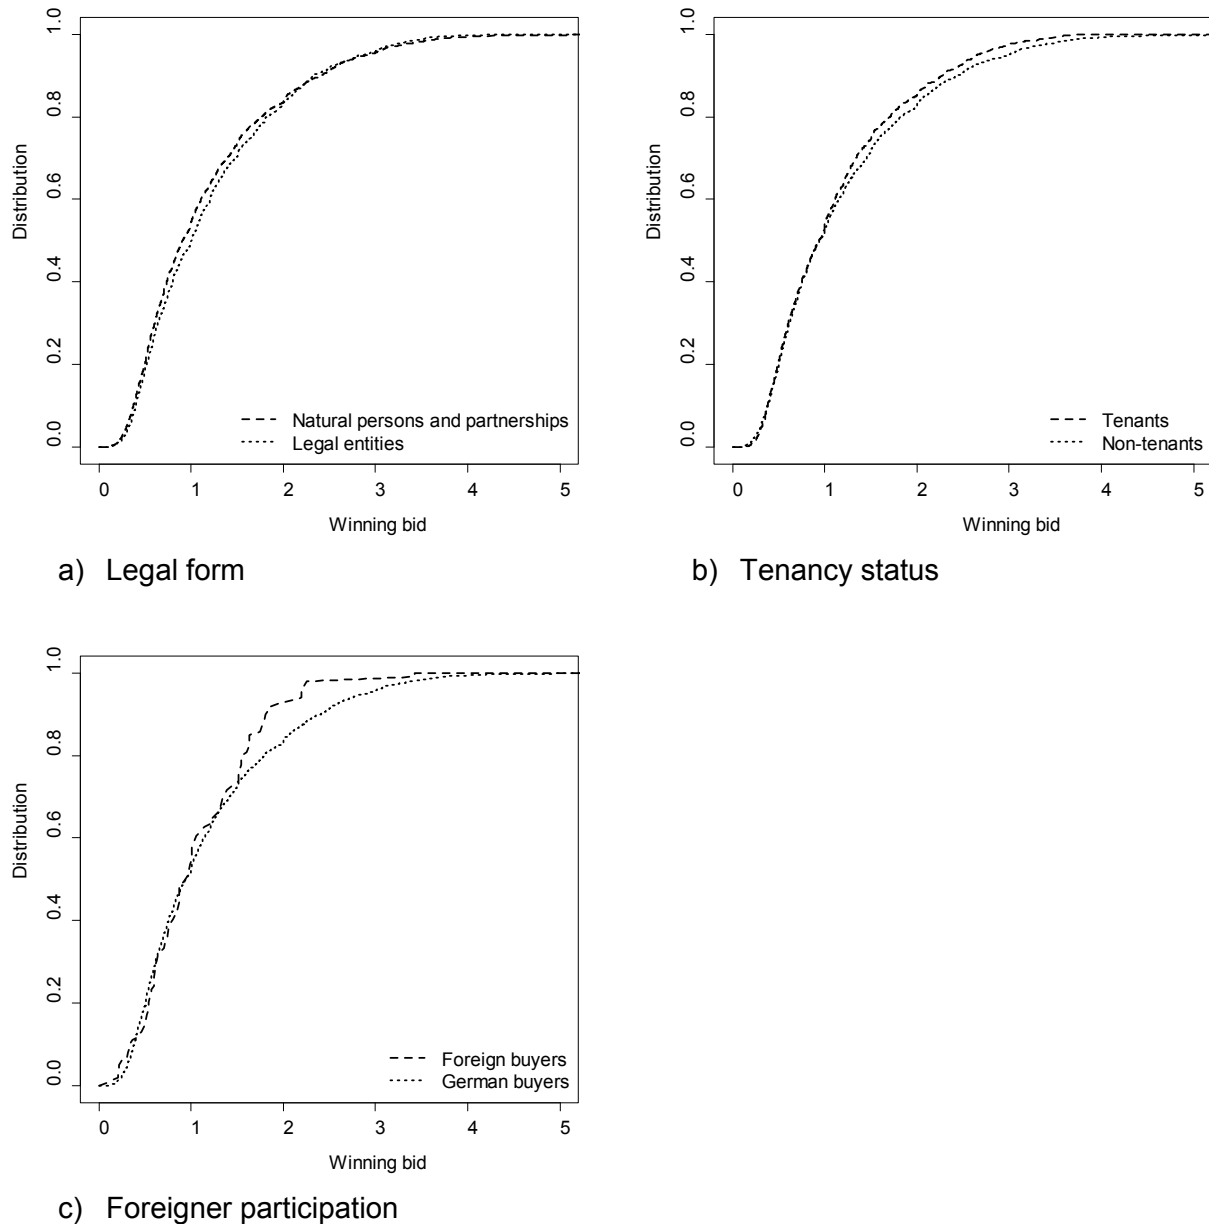 1.0
0.8
0.6
0.4
0.2
0.0
Distribution
Natural persons and partnerships
Legal entities
0 1 2 3 4 5
Winning bid
a) Legal form
1.0
0.8
0.6
0.4
0.2
0.0
Distribution
Tenants
Non-tenants
0 1 2 3 4 5
Winning bid
b) Tenancy status
1.0
0.8
0.6
0.4
0.2
0.0
Distribution
Foreign buyers
German buyers
0 1 2 3 4 5
Winning bid
c) Foreigner participation